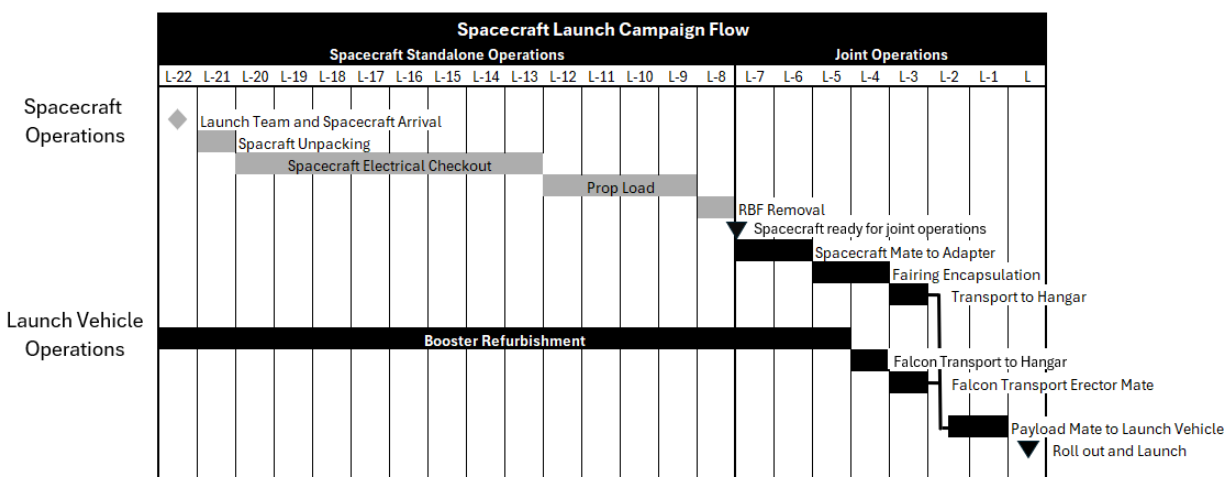 Spacecraft Launch Campaign Flow
Spacecraft Standalone Operations Joint Operations
L-22 L-21 L-20 L-19 L-18 L-17 L-16 L-15 L-14 L-13 L-12 L-11 L-10 L-9 L-8 L-7 L-6 L-5 L-4 L-3 L-2 L-1 L
Spacecraft
Operations
Launch Team and Spacecraft Arrival
Spacraft Unpacking
Spacecraft Electrical Checkout
Prop Load
RBF Removal
Spacecraft ready for joint operations
Spacecraft Mate to Adapter
Fairing Encapsulation
Transport to Hangar
Launch Vehicle
Operations
Booster Refurbishment
Falcon Transport to Hangar
Falcon Transport Erector Mate
Payload Mate to Launch Vehicle
Roll out and Launch